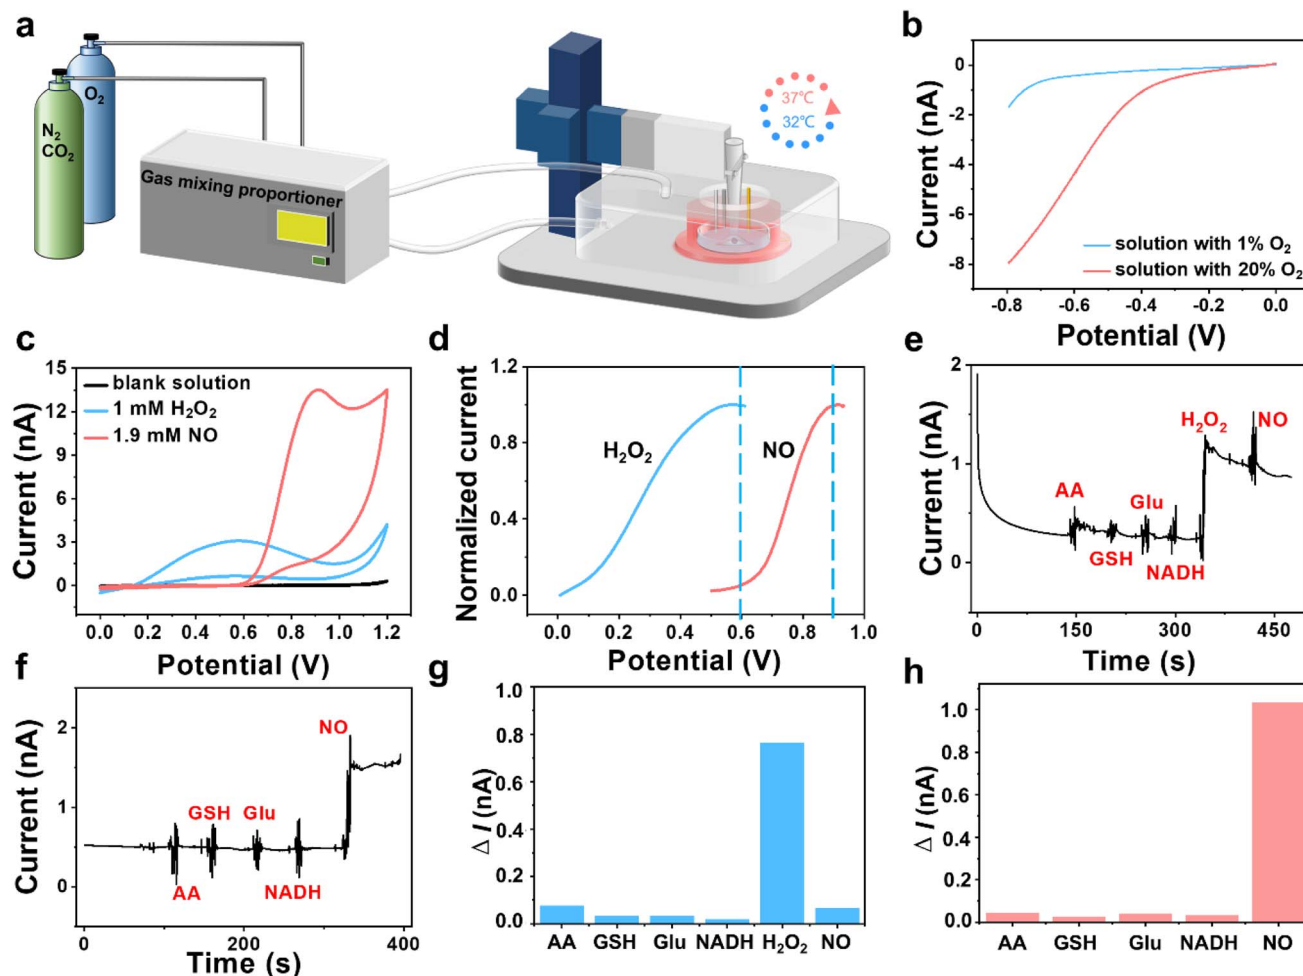 a
O2
N2
CO2
Gas mixing proportioner
37℃
32℃
b
Current (nA)
0
-2
-4
-6
-8
solution with 1% O2
solution with 20% O2
-0.8
-0.6
-0.4
-0.2
0.0
Potential (V)
c
Current (nA)
15
12
9
6
3
0
blank solution
1 mM H2O2
1.9 mM NO
0.0
0.2
0.4
0.6
0.8
1.0
1.2
Potential (V)
d
Normalized current
1.2
0.8
0.4
0.0
H2O2
NO
0.0
0.2
0.4
0.6
0.8
1.0
Potential (V)
e
Current (nA)
2
1
0
AA
GSH
Glu
NADH
H2O2
NO
0
150
300
450
Time (s)
f
Current (nA)
2
1
0
AA
GSH
Glu
NADH
NO
0
200
400
Time (s)
g
Δ I (nA)
1.0
0.8
0.6
0.4
0.2
0.0
AA
GSH
Glu
NADH
H2O2
NO
h
Δ I (nA)
1.0
0.8
0.6
0.4
0.2
0.0
AA
GSH
Glu
NADH
NO